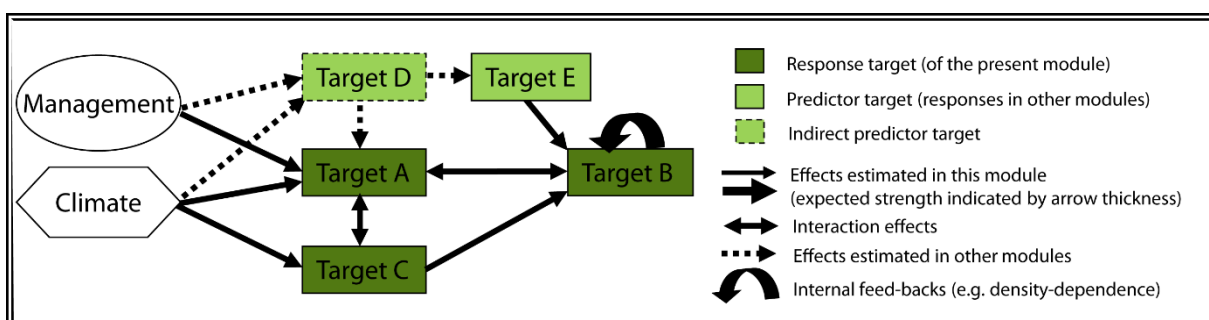 Management
Climate
Target D
Target E
Target A
Target B
Target C
Response target (of the present module)
Predictor target (responses in other modules)
Indirect predictor target
Effects estimated in this module
(expected strength indicated by arrow thickness)
Interaction effects
Effects estimated in other modules
Internal feed-backs (e.g. density-dependence)